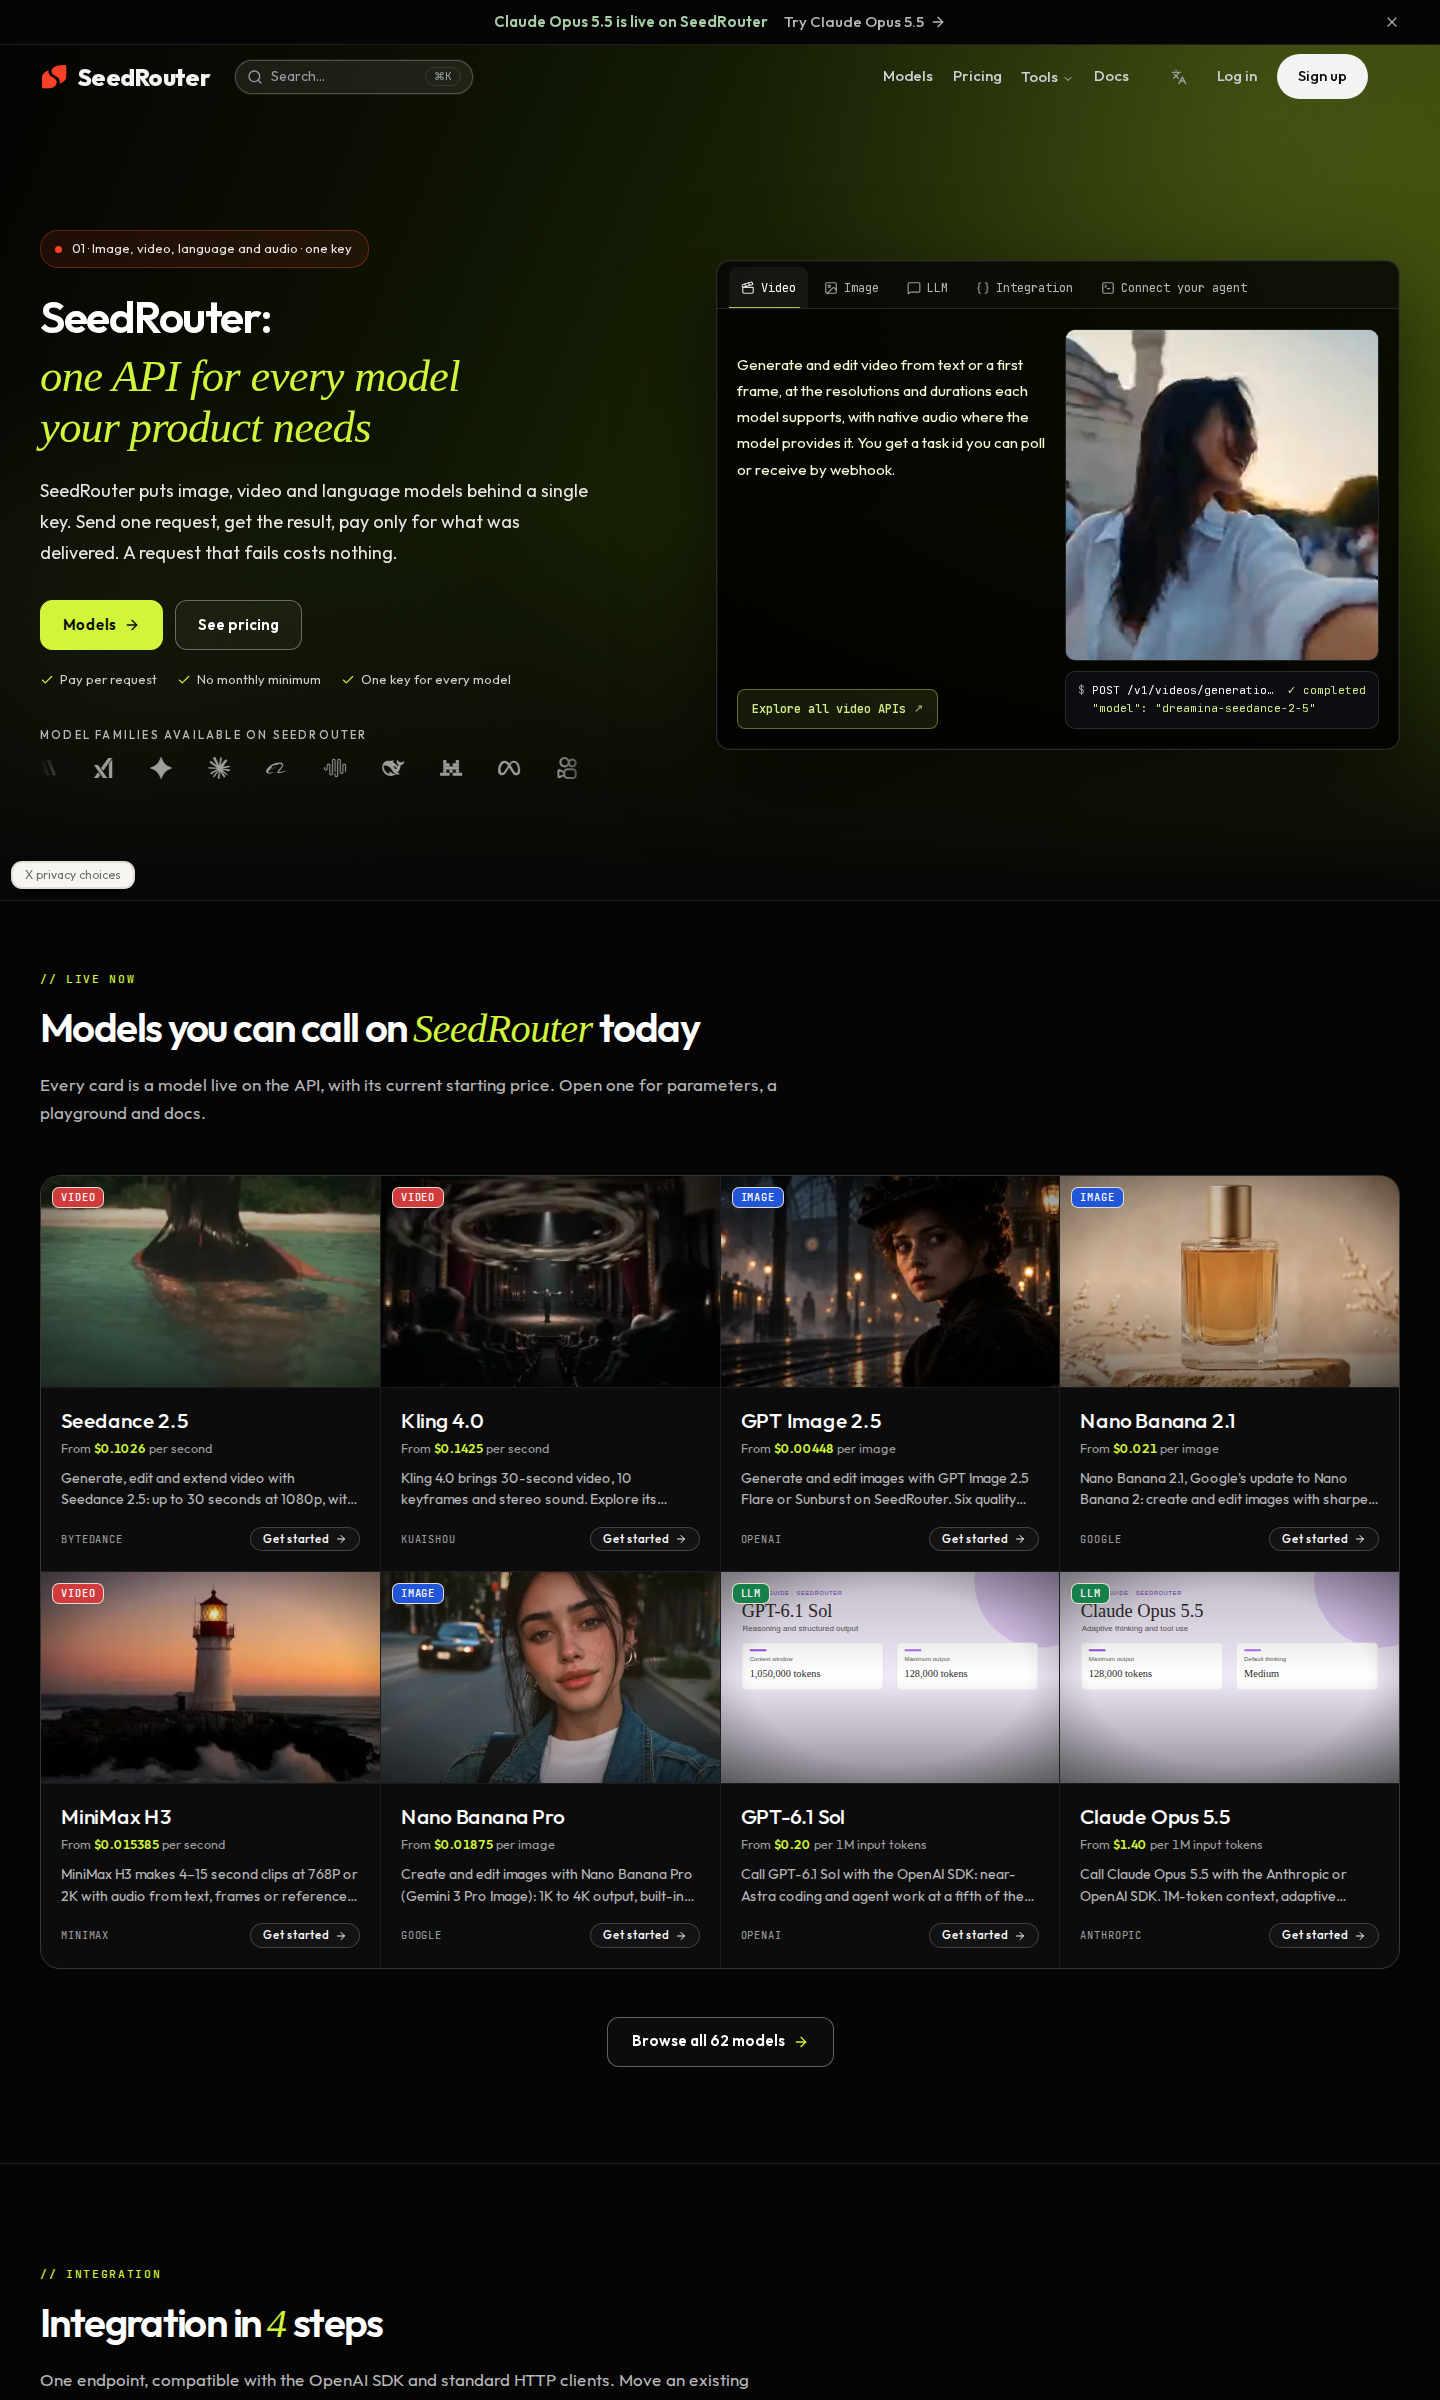 Claude Opus 5.5 is live on SeedRouter Try Claude Opus 5.5 →
SeedRouter
Search...
⌘K
Models
Pricing
Tools
Docs
Log in
Sign up
01 · Image, video, language and audio · one key
SeedRouter:
one API for every model
your product needs
SeedRouter puts image, video and language models behind a single
key. Send one request, get the result, pay only for what was
delivered. A request that fails costs nothing.
Models →
See pricing
Pay per request
No monthly minimum
One key for every model
MODEL FAMILIES AVAILABLE ON SEEDROUTER
Video
Image
LLM
Integration
Connect your agent
Generate and edit video from text or a first
frame, at the resolutions and durations each
model supports, with native audio where the
model provides it. You get a task id you can poll
or receive by webhook.
Explore all video APIs ↗
$ POST /v1/videos/generatio… ✓ completed
"model": "dreamina-seedance-2-5"
X privacy choices
// LIVE NOW
Models you can call on SeedRouter today
Every card is a model live on the API, with its current starting price. Open one for parameters, a
playground and docs.
VIDEO
Seedance 2.5
From $0.1026 per second
Generate, edit and extend video with
Seedance 2.5: up to 30 seconds at 1080p, wit…
BYTEDANCE
Get started →
VIDEO
Kling 4.0
From $0.1425 per second
Kling 4.0 brings 30-second video, 10
keyframes and stereo sound. Explore its…
KUAISHOU
Get started →
IMAGE
GPT Image 2.5
From $0.00448 per image
Generate and edit images with GPT Image 2.5
Flare or Sunburst on SeedRouter. Six quality…
OPENAI
Get started →
IMAGE
Nano Banana 2.1
From $0.021 per image
Nano Banana 2.1, Google's update to Nano
Banana 2: create and edit images with sharpe…
GOOGLE
Get started →
VIDEO
MiniMax H3
From $0.015385 per second
MiniMax H3 makes 4–15 second clips at 768P or
2K with audio from text, frames or reference…
MINIMAX
Get started →
IMAGE
Nano Banana Pro
From $0.01875 per image
Create and edit images with Nano Banana Pro
(Gemini 3 Pro Image): 1K to 4K output, built-in…
GOOGLE
Get started →
LLM
SEEDROUTER
GPT-6.1 Sol
Reasoning and structured output
Context window
1,050,000 tokens
Maximum output
128,000 tokens
GPT-6.1 Sol
From $0.20 per 1M input tokens
Call GPT-6.1 Sol with the OpenAI SDK: near-
Astra coding and agent work at a fifth of the…
OPENAI
Get started →
LLM
SEEDROUTER
Claude Opus 5.5
Adaptive thinking and tool use
Maximum output
128,000 tokens
Default thinking
Medium
Claude Opus 5.5
From $1.40 per 1M input tokens
Call Claude Opus 5.5 with the Anthropic or
OpenAI SDK. 1M-token context, adaptive…
ANTHROPIC
Get started →
Browse all 62 models →
// INTEGRATION
Integration in 4 steps
One endpoint, compatible with the OpenAI SDK and standard HTTP clients. Move an existing